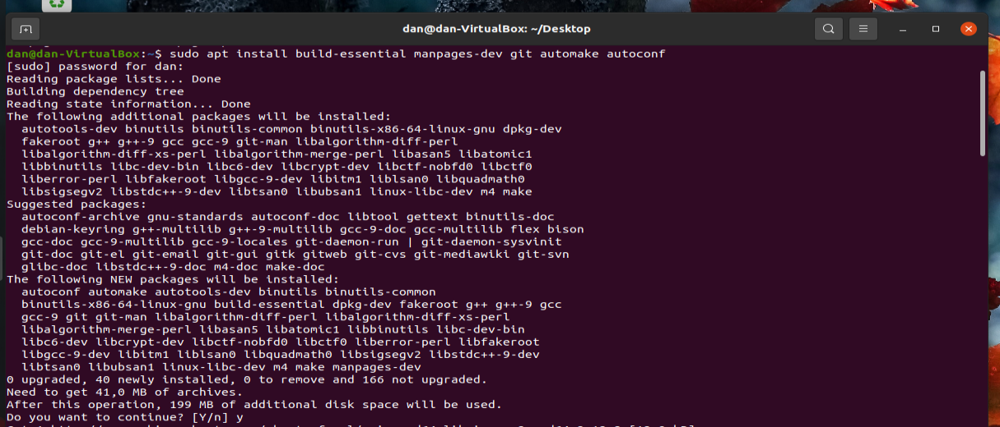 dan@dan-VirtualBox: ~/Desktop
dan@dan-VirtualBox:~$ sudo apt install build-essential manpages-dev git automake autoconf
[sudo] password for dan:
Reading package lists... Done
Building dependency tree
Reading state information... Done
The following additional packages will be installed:
  autotools-dev binutils binutils-common binutils-x86-64-linux-gnu dpkg-dev
  fakeroot g++ g++-9 gcc gcc-9 git-man libalgorithm-diff-perl
  libalgorithm-diff-xs-perl libalgorithm-merge-perl libasan5 libatomic1
  libbinutils libc-dev-bin libc6-dev libcrypt-dev libctf-nobfd0 libctf0
  liberror-perl libfakeroot libgcc-9-dev libitm1 liblsan0 libquadmath0
  libsigsegv2 libstdc++-9-dev libtsan0 libubsan1 linux-libc-dev m4 make
Suggested packages:
  autoconf-archive gnu-standards autoconf-doc libtool gettext binutils-doc
  debian-keyring g++-multilib g++-9-multilib gcc-9-doc gcc-multilib flex bison
  gcc-doc gcc-9-multilib gcc-9-locales git-daemon-run | git-daemon-sysvinit
  git-doc git-el git-email git-gui gitk gitweb git-cvs git-mediawiki git-svn
  glibc-doc libstdc++-9-doc m4-doc make-doc
The following NEW packages will be installed:
  autoconf automake autotools-dev binutils binutils-common
  binutils-x86-64-linux-gnu build-essential dpkg-dev fakeroot g++ g++-9 gcc
  gcc-9 git git-man libalgorithm-diff-perl libalgorithm-diff-xs-perl
  libalgorithm-merge-perl libasan5 libatomic1 libbinutils libc-dev-bin
  libc6-dev libcrypt-dev libctf-nobfd0 libctf0 liberror-perl libfakeroot
  libgcc-9-dev libitm1 liblsan0 libquadmath0 libsigsegv2 libstdc++-9-dev
  libtsan0 libubsan1 linux-libc-dev m4 make manpages-dev
0 upgraded, 40 newly installed, 0 to remove and 166 not upgraded.
Need to get 41,0 MB of archives.
After this operation, 199 MB of additional disk space will be used.
Do you want to continue? [Y/n] y